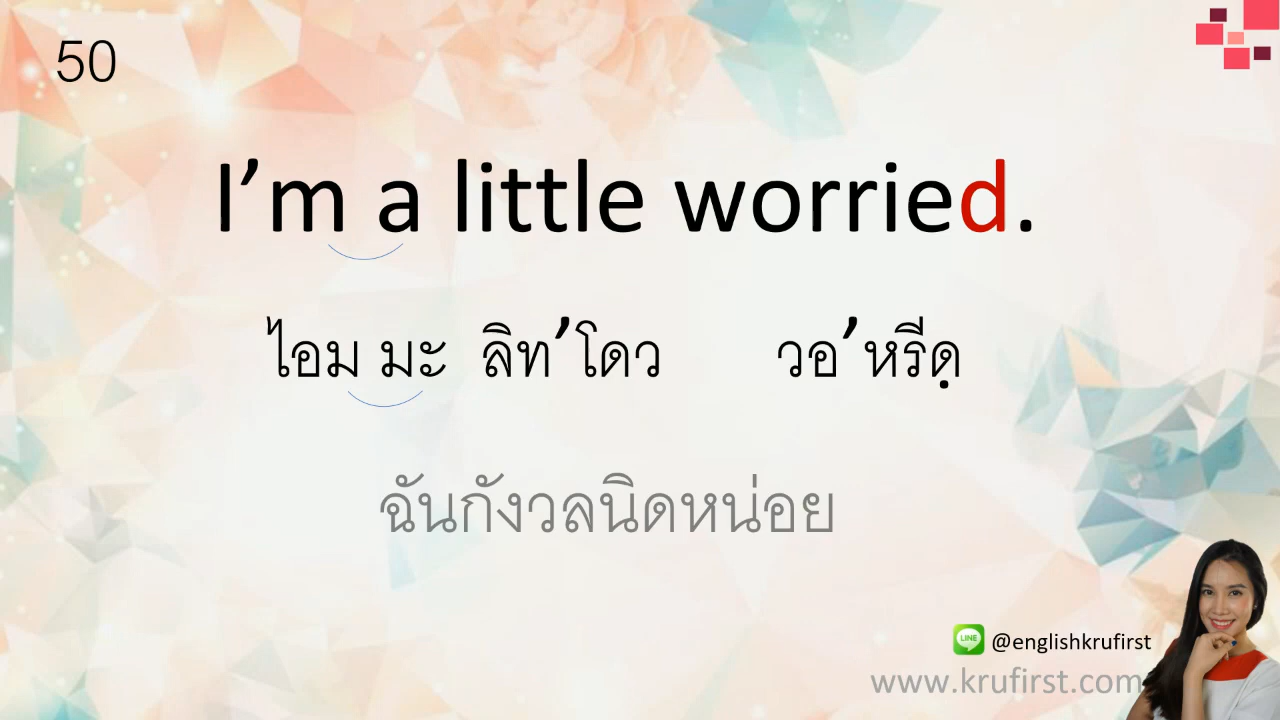 50
I’m a little worried.
ไอม มะ ลิท’โดว วอ’หรีดฺ
ฉันกังวลนิดหน่อย
LINE @englishkrufirst
www.krufirst.com